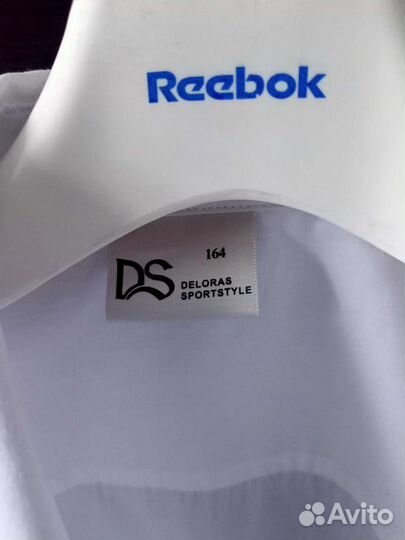 Reebok
164
DS
DELORAS
SPORTSTYLE
Avito